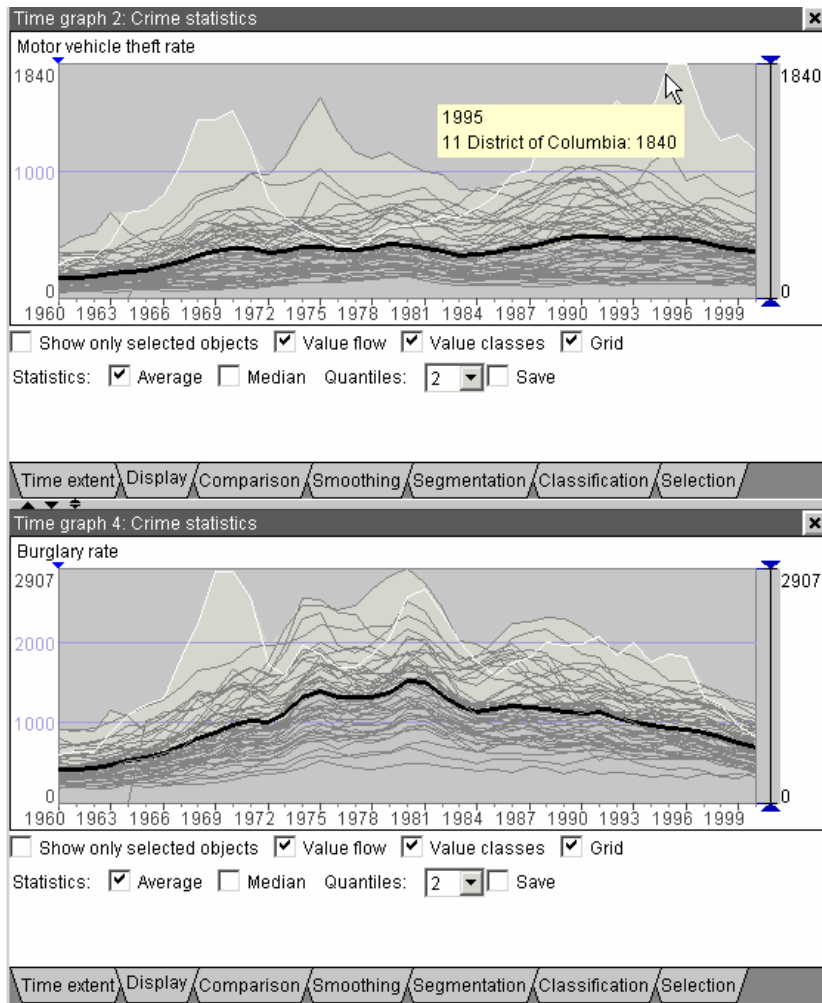 Time graph 2: Crime statistics
Motor vehicle theft rate
1840
1840
1995
11 District of Columbia: 1840
1000
0
0
1960 1963 1966 1969 1972 1975 1978 1981 1984 1987 1990 1993 1996 1999
Show only selected objects Value flow Value classes Grid
Statistics: Average Median Quantiles: 2 Save
Time extent Display Comparison Smoothing Segmentation Classification Selection
Time graph 4: Crime statistics
Burglary rate
2907
2907
2000
1000
0
0
1960 1963 1966 1969 1972 1975 1978 1981 1984 1987 1990 1993 1996 1999
Show only selected objects Value flow Value classes Grid
Statistics: Average Median Quantiles: 2 Save
Time extent Display Comparison Smoothing Segmentation Classification Selection